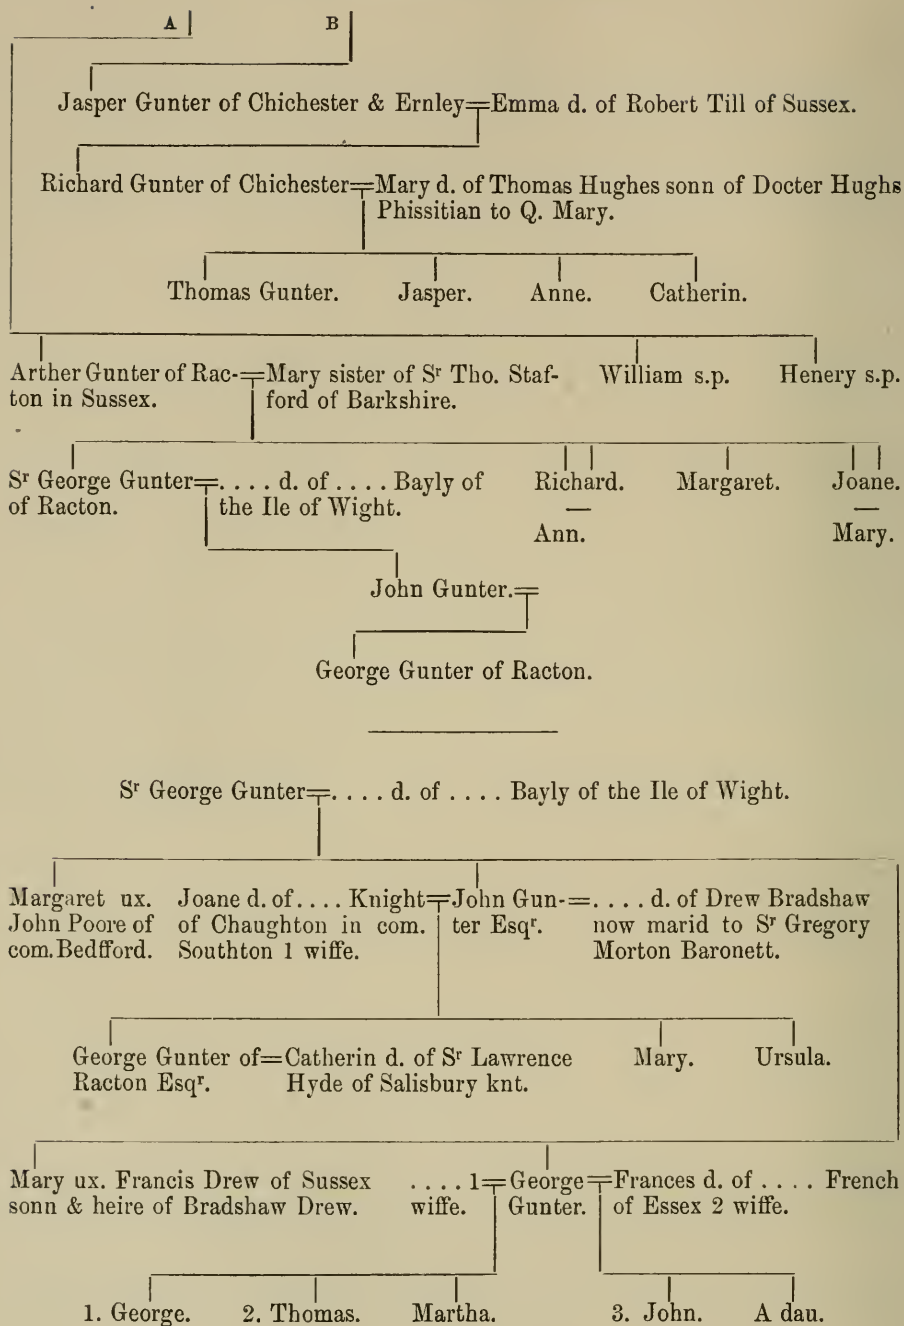 A B
Jasper Gunter of Chichester & Ernley=Emma d. of Robert Till of Sussex.
Richard Gunter of Chichester=Mary d. of Thomas Hughes sonn of Docter Hughs
Phissitian to Q. Mary.
Thomas Gunter. Jasper. Anne. Catherin.
Arther Gunter of Rac-=Mary sister of Sr Tho. Staf- William s.p. Henery s.p.
ton in Sussex. ford of Barkshire.
Sr George Gunter=. . . . d. of . . . . Bayly of Richard. Margaret. Joane.
of Racton. the Ile of Wight. — —
Ann. Mary.
John Gunter.=
George Gunter of Racton.
Sr George Gunter=. . . . d. of . . . . Bayly of the Ile of Wight.
Margaret ux. Joane d. of . . . . Knight=John Gun-=. . . . d. of Drew Bradshaw
John Poore of of Chaughton in com. ter Esqr. now marid to Sr Gregory
com. Bedfford. Southton 1 wiffe. Morton Baronett.
George Gunter of=Catherin d. of Sr Lawrence Mary. Ursula.
Racton Esqr. Hyde of Salisbury knt.
Mary ux. Francis Drew of Sussex . . . . 1=George=Frances d. of . . . . French
sonn & heire of Bradshaw Drew. wiffe. Gunter. of Essex 2 wiffe.
1. George. 2. Thomas. Martha. 3. John. A dau.